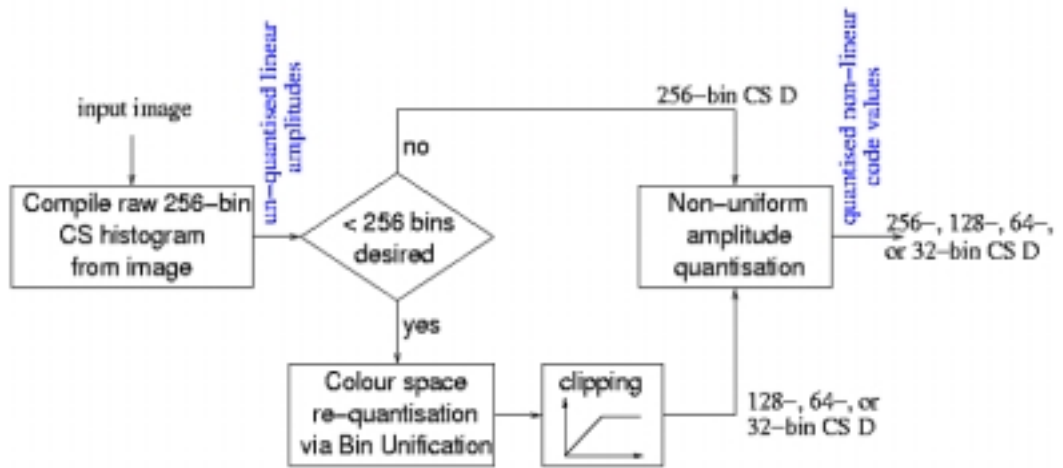 input image
Compile raw 256-bin
CS histogram
from image
un-quantised linear
amplitudes
< 256 bins
desired
no
yes
256-bin CS D
Colour space
re-quantisation
via Bin Unification
clipping
128-, 64-, or
32-bin CS D
Non-uniform
amplitude
quantisation
quantised non-linear
code values
256-, 128-, 64-,
or 32-bin CS D